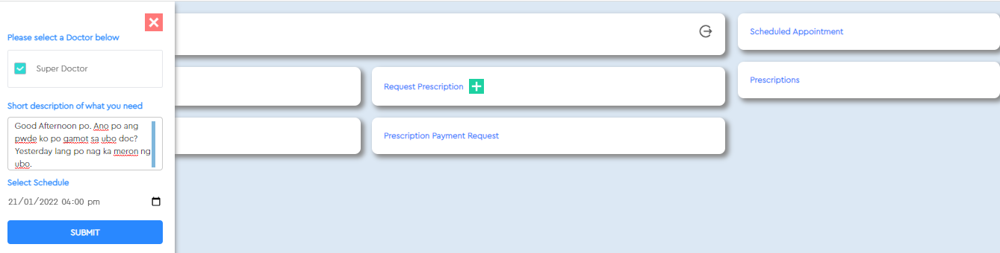 Please select a Doctor below
Super Doctor
Short description of what you need
Good Afternoon po. Ano po ang
pwde ko po gamot sa ubo doc?
Yesterday lang po nag ka meron ng
ubo.
Select Schedule
21/01/2022 04:00 pm
SUBMIT
Request Prescription
Prescription Payment Request
Scheduled Appointment
Prescriptions